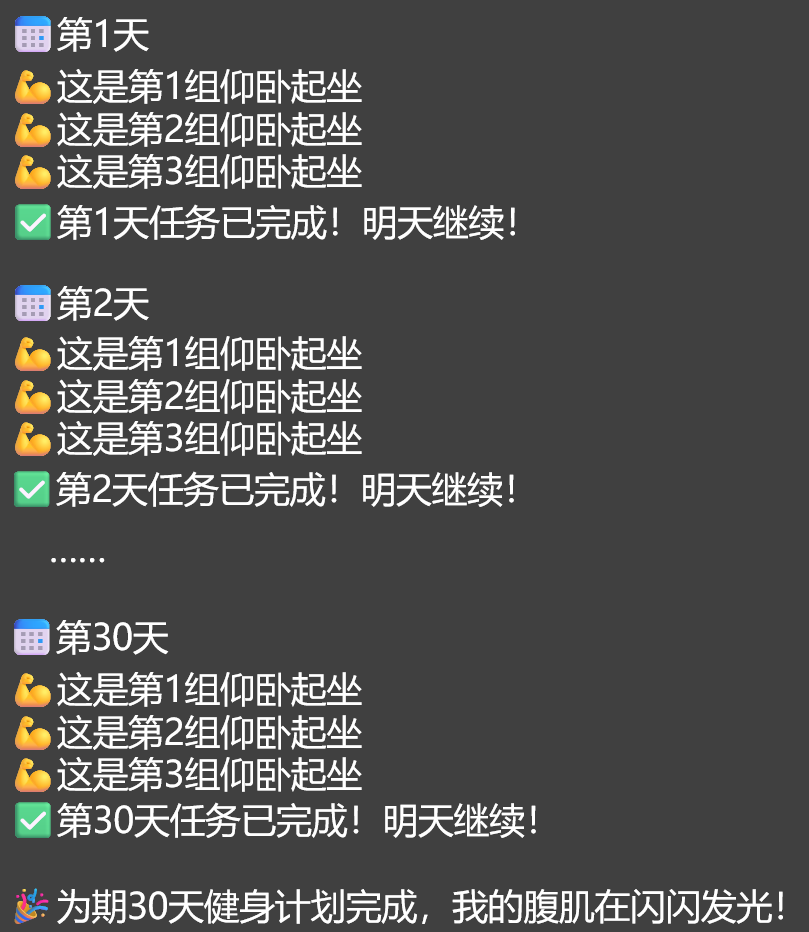 📅第1天
💪这是第1组仰卧起坐
💪这是第2组仰卧起坐
💪这是第3组仰卧起坐
✅第1天任务已完成！明天继续！
📅第2天
💪这是第1组仰卧起坐
💪这是第2组仰卧起坐
💪这是第3组仰卧起坐
✅第2天任务已完成！明天继续！
……
📅第30天
💪这是第1组仰卧起坐
💪这是第2组仰卧起坐
💪这是第3组仰卧起坐
✅第30天任务已完成！明天继续！
🎉为期30天健身计划完成，我的腹肌在闪闪发光！